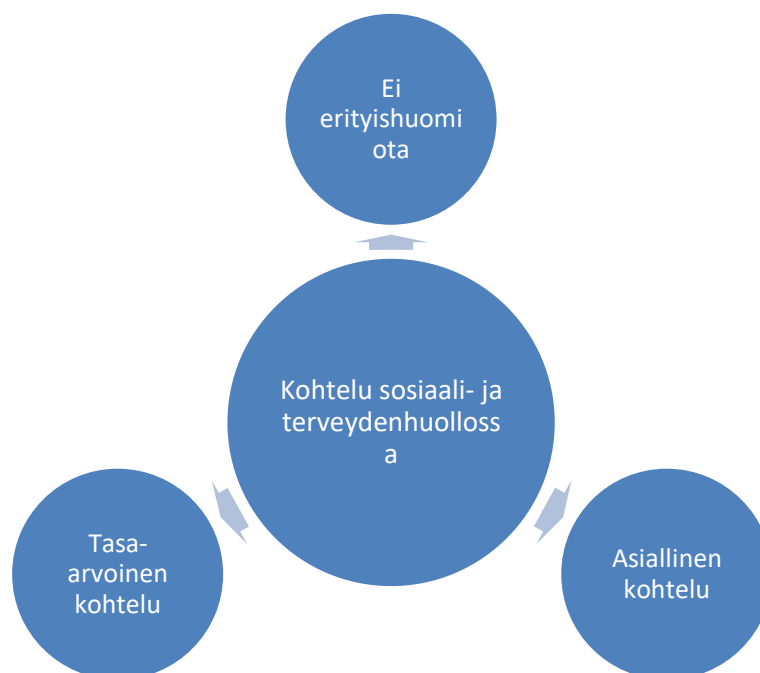 Ei
erityishuomi
ota
Kohtelu sosiaali- ja
terveydenhuolloss
a
Tasa-
arvoinen
kohtelu
Asiallinen
kohtelu